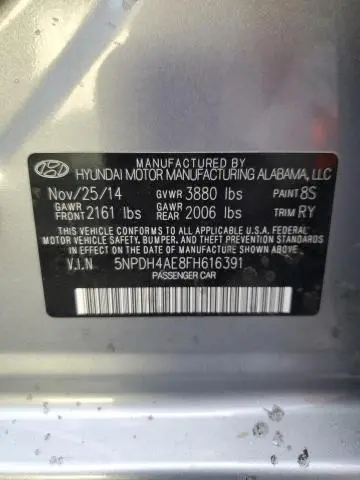 MANUFACTURED BY
HYUNDAI MOTOR MANUFACTURING ALABAMA, LLC
Nov/25/14 GVWR 3880 lbs PAINT 8S
GAWR FRONT 2161 lbs GAWR REAR 2006 lbs TRIM RY
THIS VEHICLE CONFORMS TO ALL APPLICABLE U.S. FEDERAL
MOTOR VEHICLE SAFETY, BUMPER, AND THEFT PREVENTION STANDARDS
IN EFFECT ON THE DATE OF MANUFACTURE SHOWN ABOVE.
V.I.N 5NPDH4AE8FH616391
PASSENGER CAR